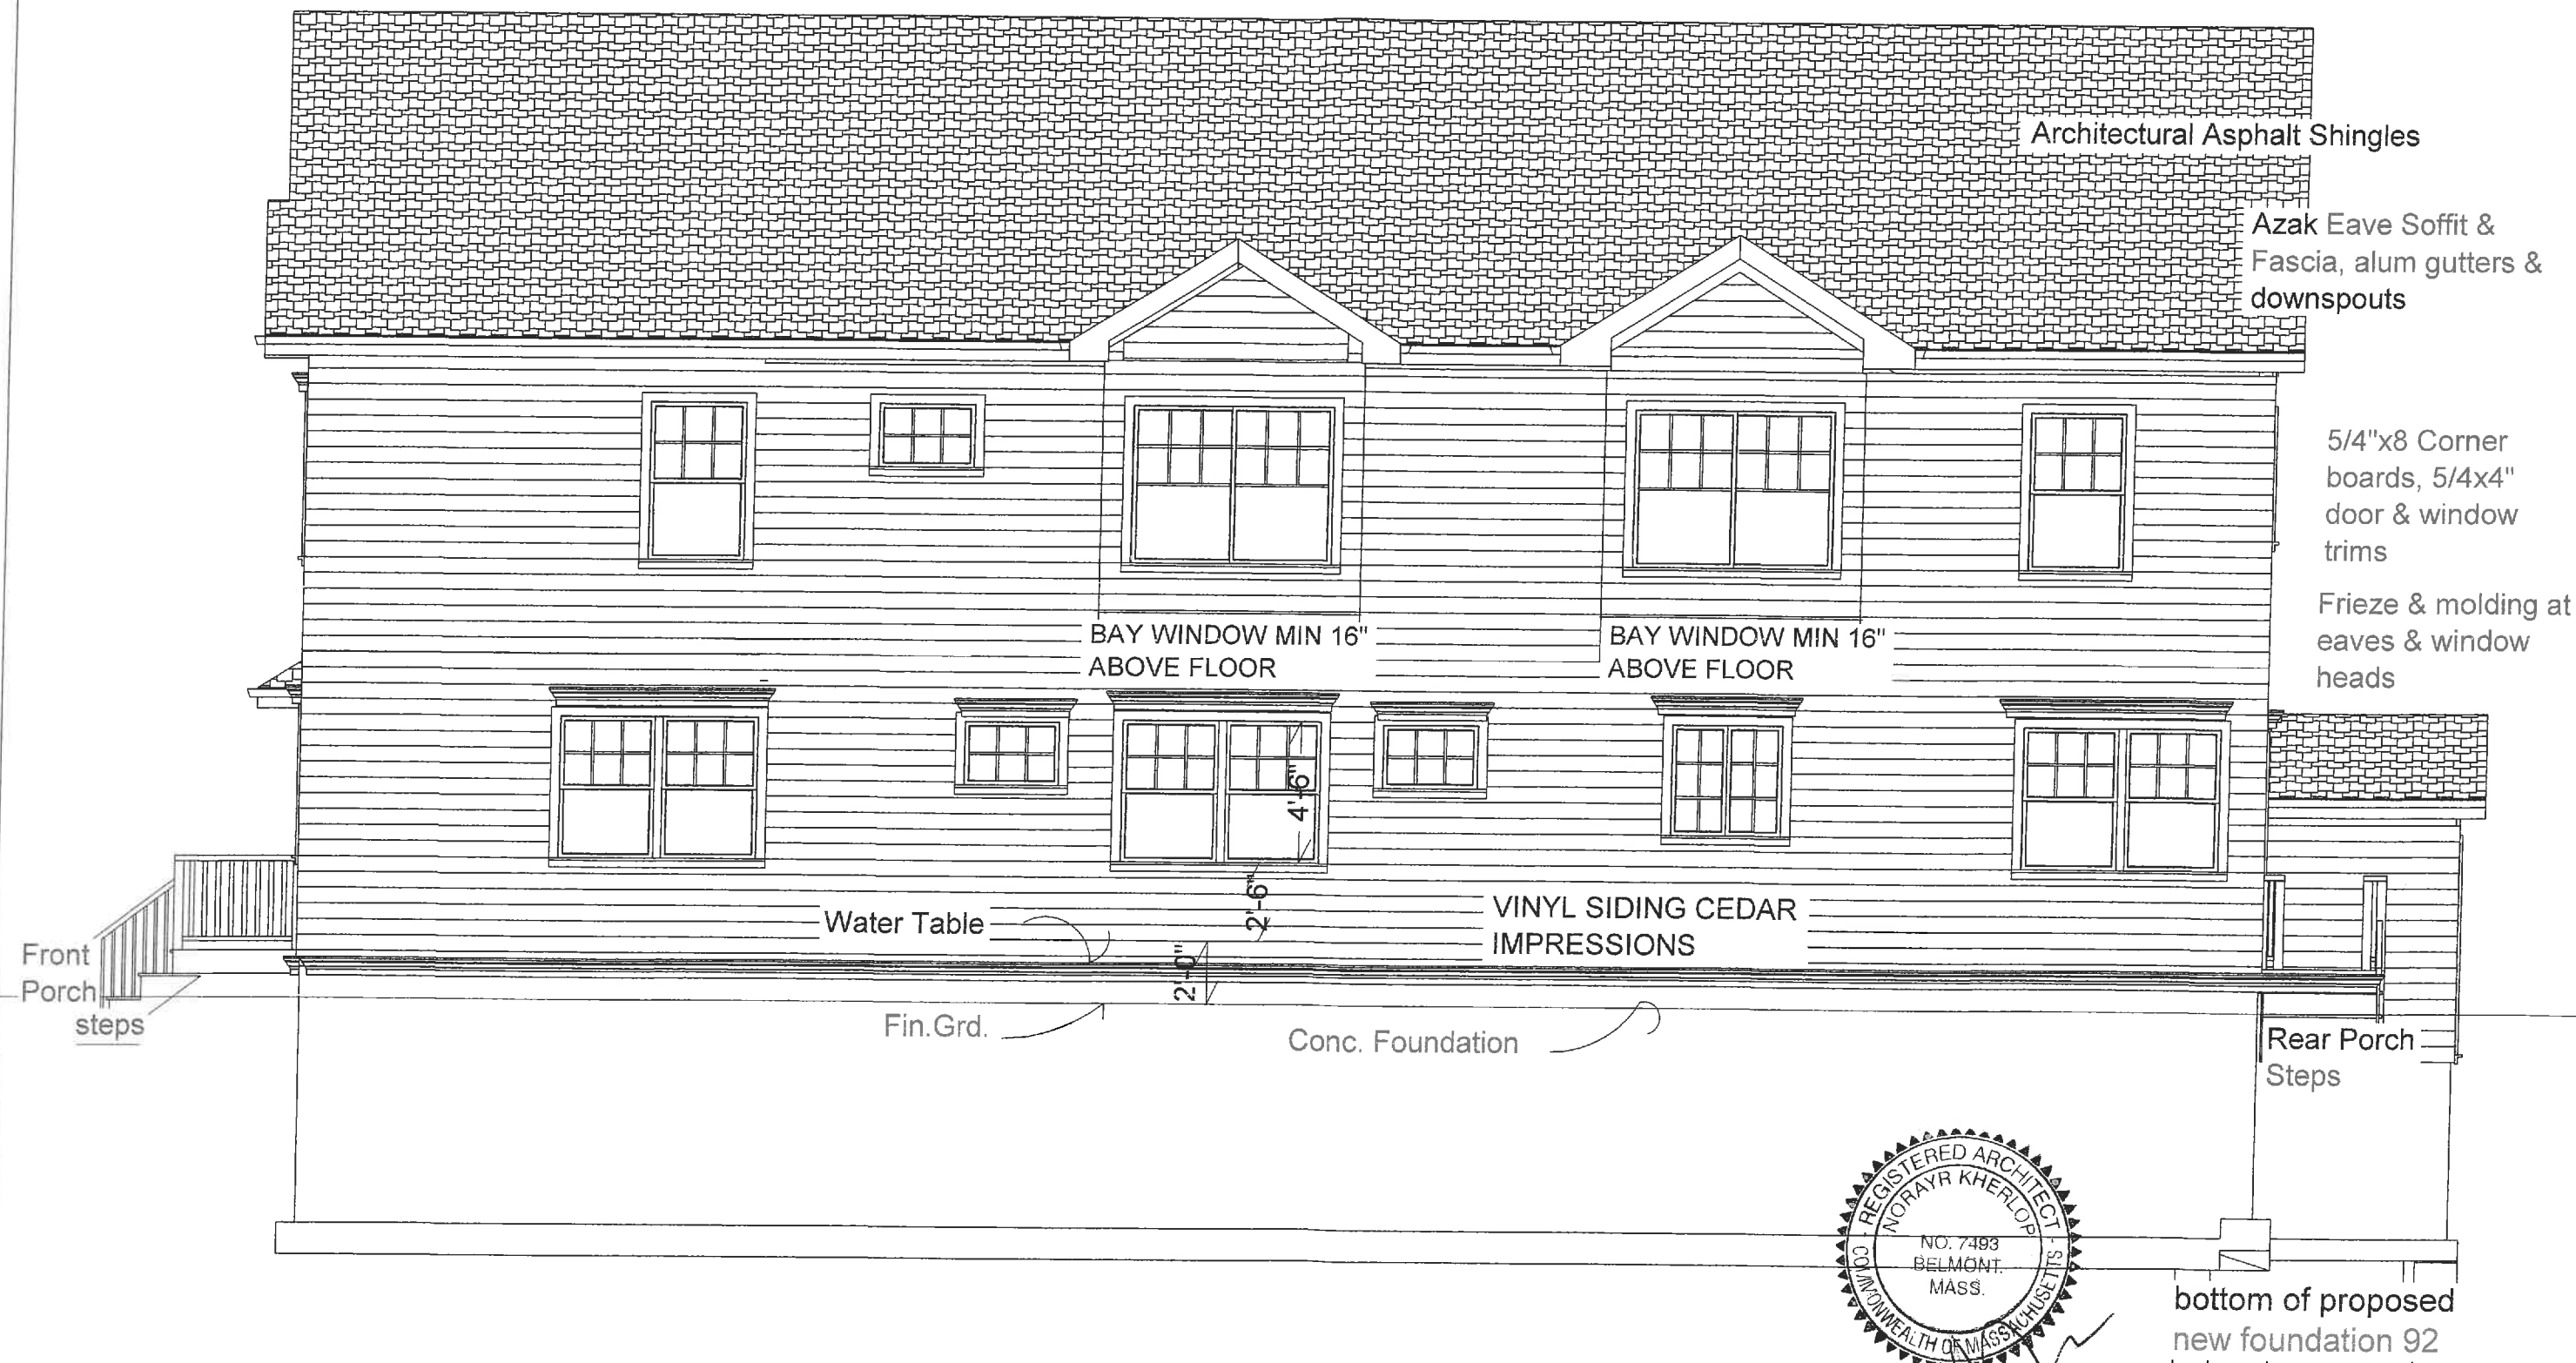 Architectural Asphalt Shingles
Azak Eave Soffit &
Fascia, alum gutters &
downspouts
5/4"x8 Corner
boards, 5/4x4"
door & window
trims
Frieze & molding at
eaves & window
heads
BAY WINDOW MIN 16"
ABOVE FLOOR
BAY WINDOW MIN 16"
ABOVE FLOOR
4'-6"
2'-6"
2'-0"
Water Table
VINYL SIDING CEDAR
IMPRESSIONS
Front
Porch
steps
Fin.Grd.
Conc. Foundation
Rear Porch
Steps
REGISTERED ARCHITECT
NORAYR KHERLOP
NO. 7493
BELMONT.
MASS.
COMMONWEALTH OF MASSACHUSETTS
bottom of proposed
new foundation 92